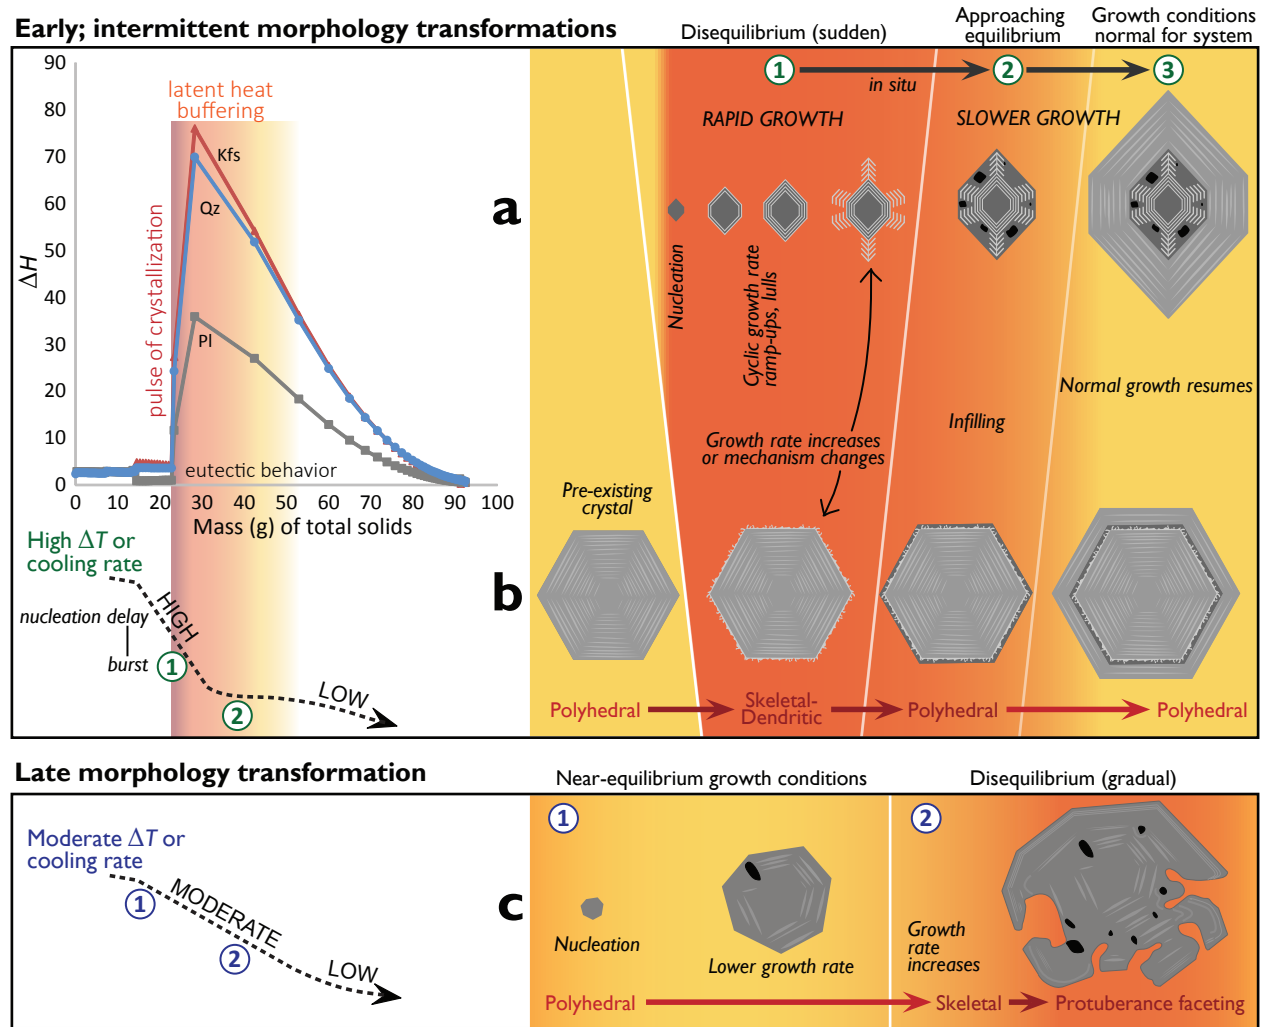 Early; intermittent morphology transformations
Disequilibrium (sudden)
Approaching
equilibrium
Growth conditions
normal for system
90
80
70
60
50
40
30
20
10
0
ΔH
latent heat
buffering
pulse of crystallization
Kfs
Qz
Pl
eutectic behavior
0 10 20 30 40 50 60 70 80 90 100
Mass (g) of total solids
High ΔT or
cooling rate
nucleation delay
burst
HIGH
1
2
LOW
1
in situ
2
3
RAPID GROWTH
SLOWER GROWTH
a
Nucleation
Cyclic growth rate
ramp-ups, lulls
Growth rate increases
or mechanism changes
Infilling
Normal growth resumes
Pre-existing
crystal
b
Polyhedral
Skeletal-
Dendritic
Polyhedral
Polyhedral
Late morphology transformation
Near-equilibrium growth conditions
Disequilibrium (gradual)
Moderate ΔT or
cooling rate
1
MODERATE
2
LOW
1
2
c
Nucleation
Lower growth rate
Growth
rate
increases
Polyhedral
Skeletal
Protuberance faceting